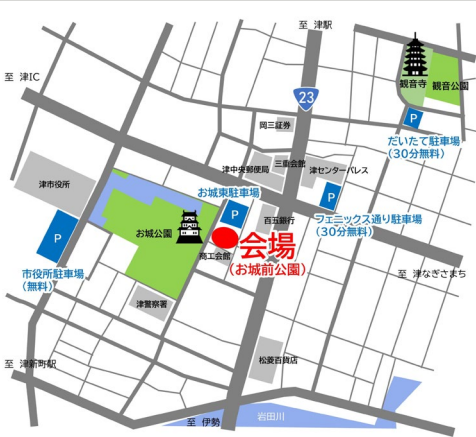 至 津駅
至 津IC
23
観音寺
観音公園
P
岡三証券
だいたて駐車場
(30分無料)
三重会館
津中央郵便局
津センターパレス
津市役所
お城東駐車場
P
P
百五銀行
フェニックス通り駐車場
(30分無料)
P
お城公園
会場
商工会館
(お城前公園)
市役所駐車場
(無料)
至 津なぎさまち
津警察署
至 津新町駅
松菱百貨店
岩田川
至 伊勢